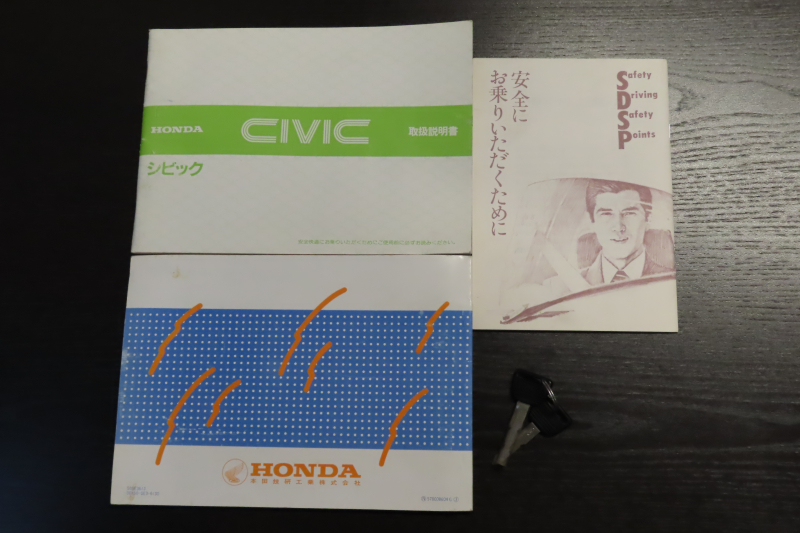 HONDA
CIVIC
取扱説明書
シビック
Safety
Driving
Safety
Points
安全に
お乗りいただくために
HONDA
本田技研工業株式会社